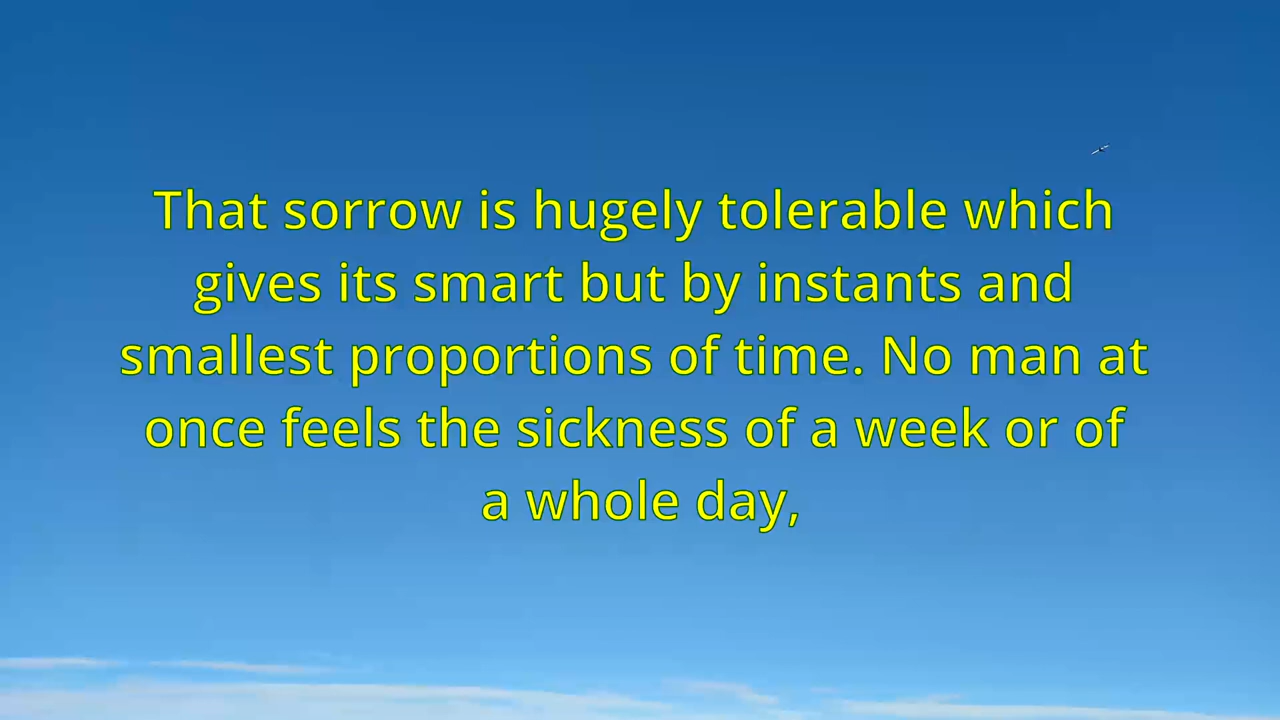 That sorrow is hugely tolerable which
gives its smart but by instants and
smallest proportions of time. No man at
once feels the sickness of a week or of
a whole day,